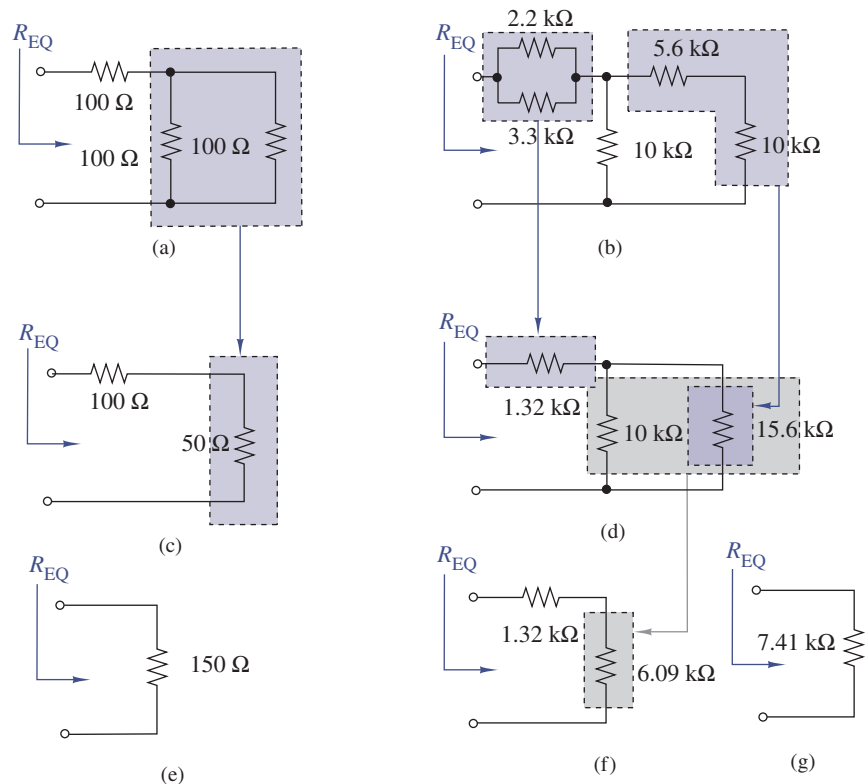 R_EQ
100 Ω
100 Ω
100 Ω
(a)
R_EQ
2.2 kΩ
3.3 kΩ
5.6 kΩ
10 kΩ
10 kΩ
(b)
R_EQ
100 Ω
50 Ω
(c)
R_EQ
1.32 kΩ
10 kΩ
15.6 kΩ
(d)
R_EQ
150 Ω
(e)
R_EQ
1.32 kΩ
6.09 kΩ
(f)
R_EQ
7.41 kΩ
(g)